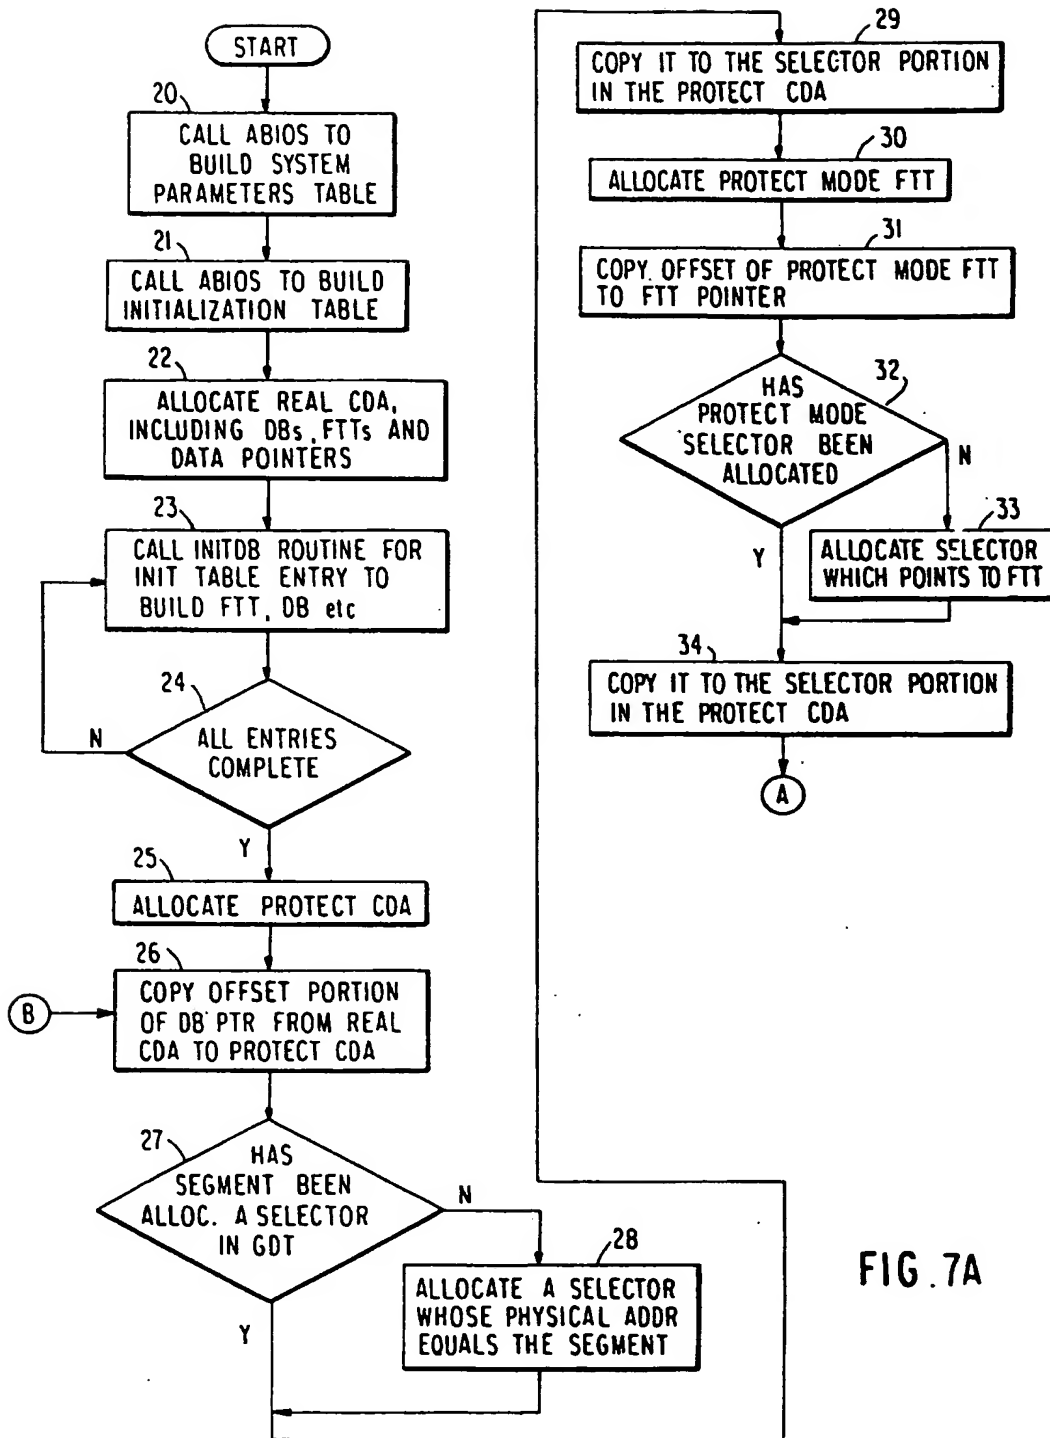 START
20
CALL ABIOS TO
BUILD SYSTEM
PARAMETERS TABLE
21
CALL ABIOS TO BUILD
INITIALIZATION TABLE
22
ALLOCATE REAL CDA,
INCLUDING DBs, FTTs AND
DATA POINTERS
23
CALL INITDB ROUTINE FOR
INIT TABLE ENTRY TO
BUILD FTT, DB etc
24
N
ALL ENTRIES
COMPLETE
Y
25
ALLOCATE PROTECT CDA
26
B
COPY OFFSET PORTION
OF DB PTR FROM REAL
CDA TO PROTECT CDA
27
HAS
SEGMENT BEEN
ALLOC. A SELECTOR
IN GDT
N
Y
28
ALLOCATE A SELECTOR
WHOSE PHYSICAL ADDR
EQUALS THE SEGMENT
29
COPY IT TO THE SELECTOR PORTION
IN THE PROTECT CDA
30
ALLOCATE PROTECT MODE FTT
31
COPY. OFFSET OF PROTECT MODE FTT
TO FTT POINTER
32
HAS
PROTECT MODE
SELECTOR BEEN
ALLOCATED
N
Y
33
ALLOCATE SELECTOR
WHICH POINTS TO FTT
34
COPY IT TO THE SELECTOR PORTION
IN THE PROTECT CDA
A
FIG. 7A